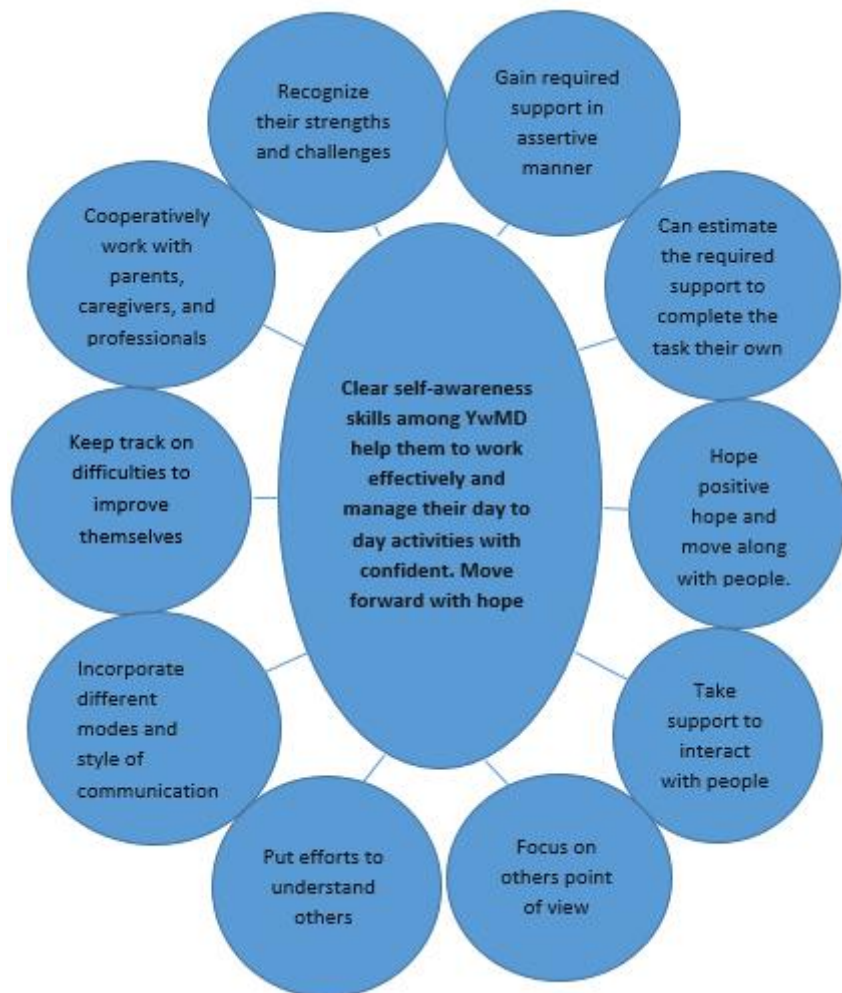 Recognize
their strengths
and challenges
Gain required
support in
assertive
manner
Can estimate
the required
support to
complete the
task their own
Hope
positive
hope and
move along
with people.
Take
support to
interact
with people
Focus on
others point
of view
Put efforts to
understand
others
Incorporate
different
modes and
style of
communication
Keep track on
difficulties to
improve
themselves
Cooperatively
work with
parents,
caregivers, and
professionals
Clear self-awareness
skills among YwMD
help them to work
effectively and
manage their day to
day activities with
confident. Move
forward with hope